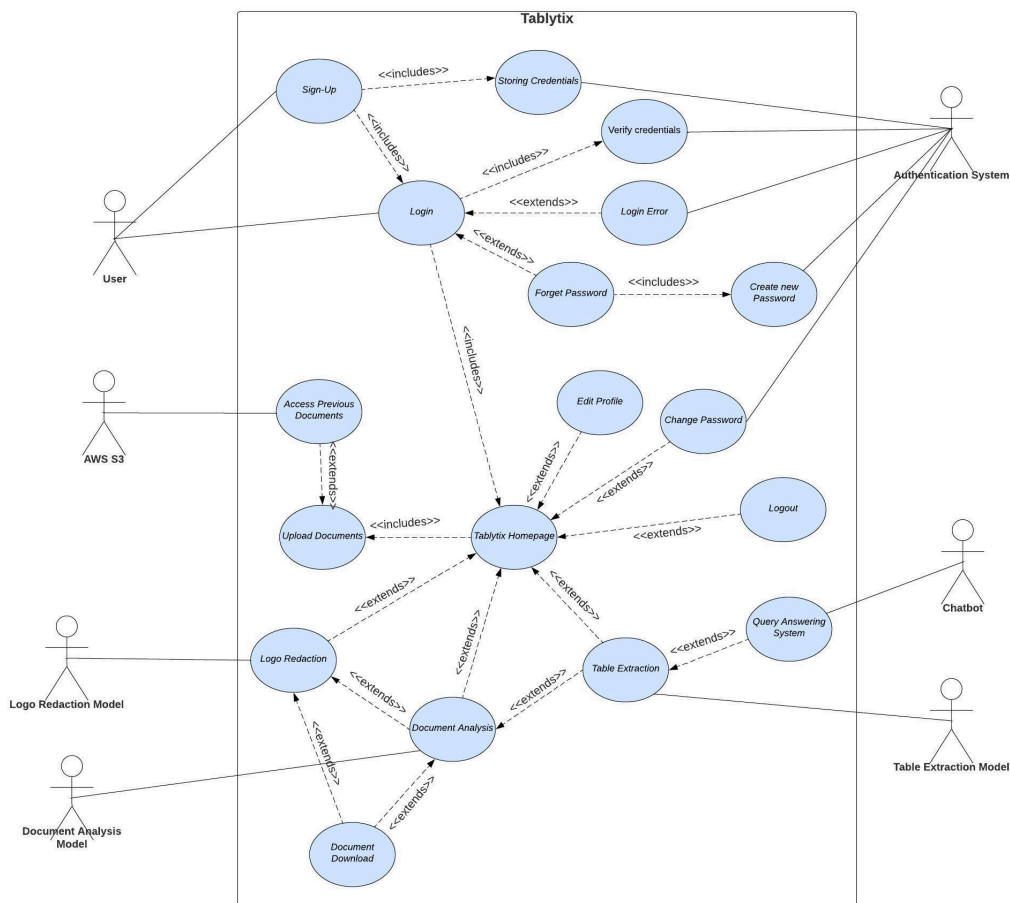 Tablytix
Sign-Up
<<includes>>
Storing Credentials
<<includes>>
Verify credentials
<<includes>>
Authentication System
Login
<<extends>>
Login Error
User
<<extends>>
Forget Password
<<includes>>
Create new
Password
<<includes>>
AWS S3
Access Previous
Documents
Edit Profile
Change Password
<<extends>>
<<extends>>
<<extends>>
Upload Documents
<<includes>>
Tablytix Homepage
<<extends>>
Logout
Chatbot
<<extends>>
<<extends>>
<<extends>>
Query Answering
System
<<extends>>
Logo Redaction Model
Logo Redaction
<<extends>>
<<extends>>
Table Extraction
Document Analysis
Table Extraction Model
<<extends>>
<<extends>>
Document Analysis
Model
Document
Download